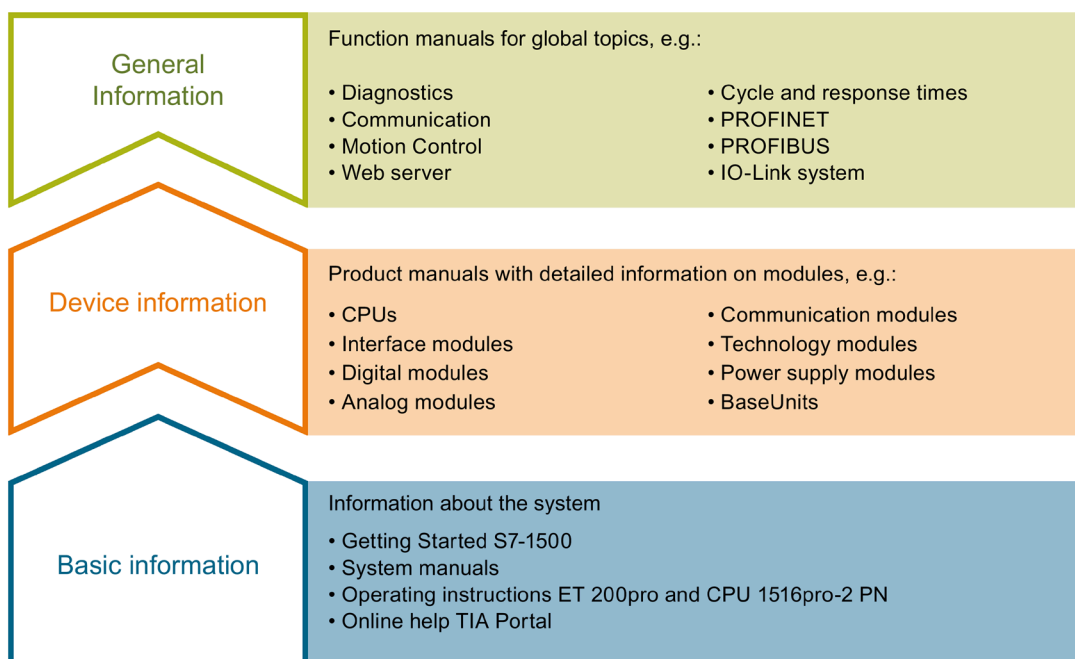 General
Information
Function manuals for global topics, e.g.:
• Diagnostics
• Communication
• Motion Control
• Web server
• Cycle and response times
• PROFINET
• PROFIBUS
• IO-Link system
Device information
Product manuals with detailed information on modules, e.g.:
• CPUs
• Interface modules
• Digital modules
• Analog modules
• Communication modules
• Technology modules
• Power supply modules
• BaseUnits
Basic information
Information about the system
• Getting Started S7-1500
• System manuals
• Operating instructions ET 200pro and CPU 1516pro-2 PN
• Online help TIA Portal